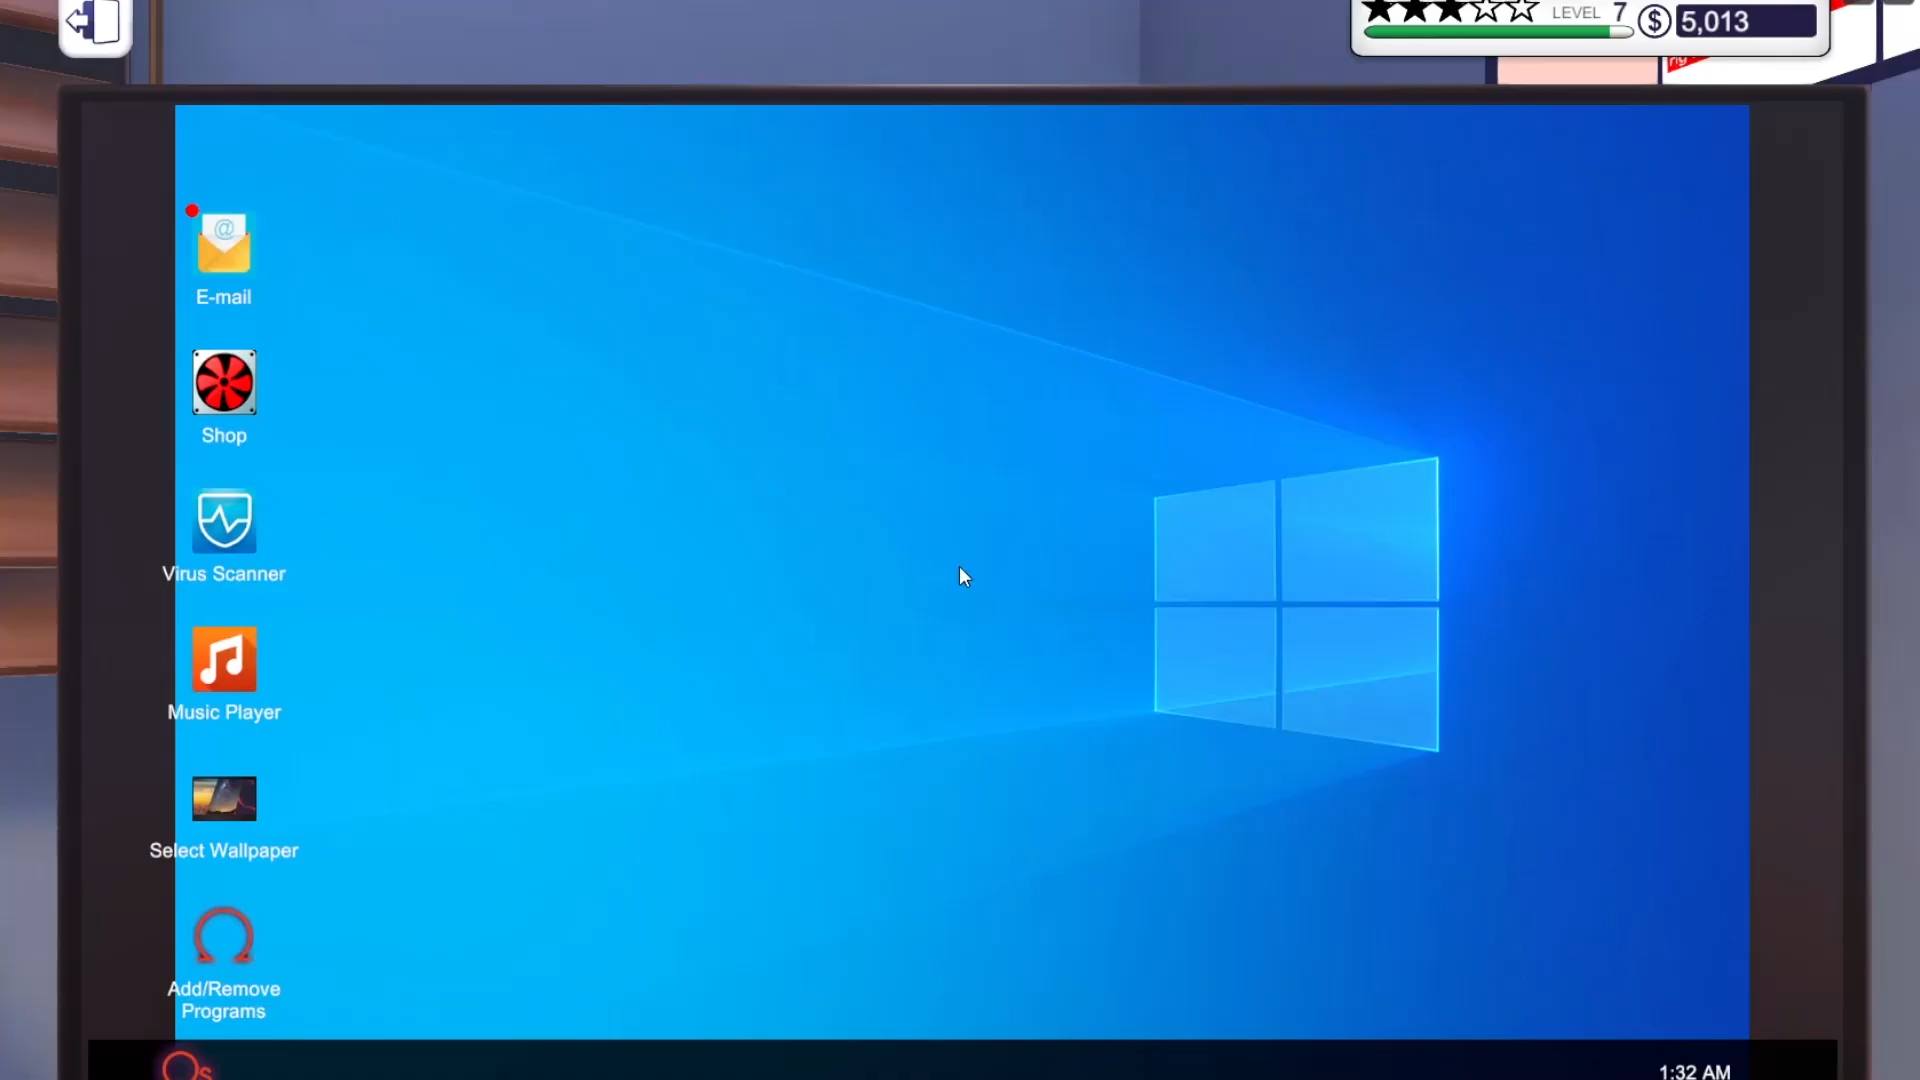 LEVEL 7
5,013
E-mail
Shop
Virus Scanner
Music Player
Select Wallpaper
Add/Remove
Programs
1:32 AM